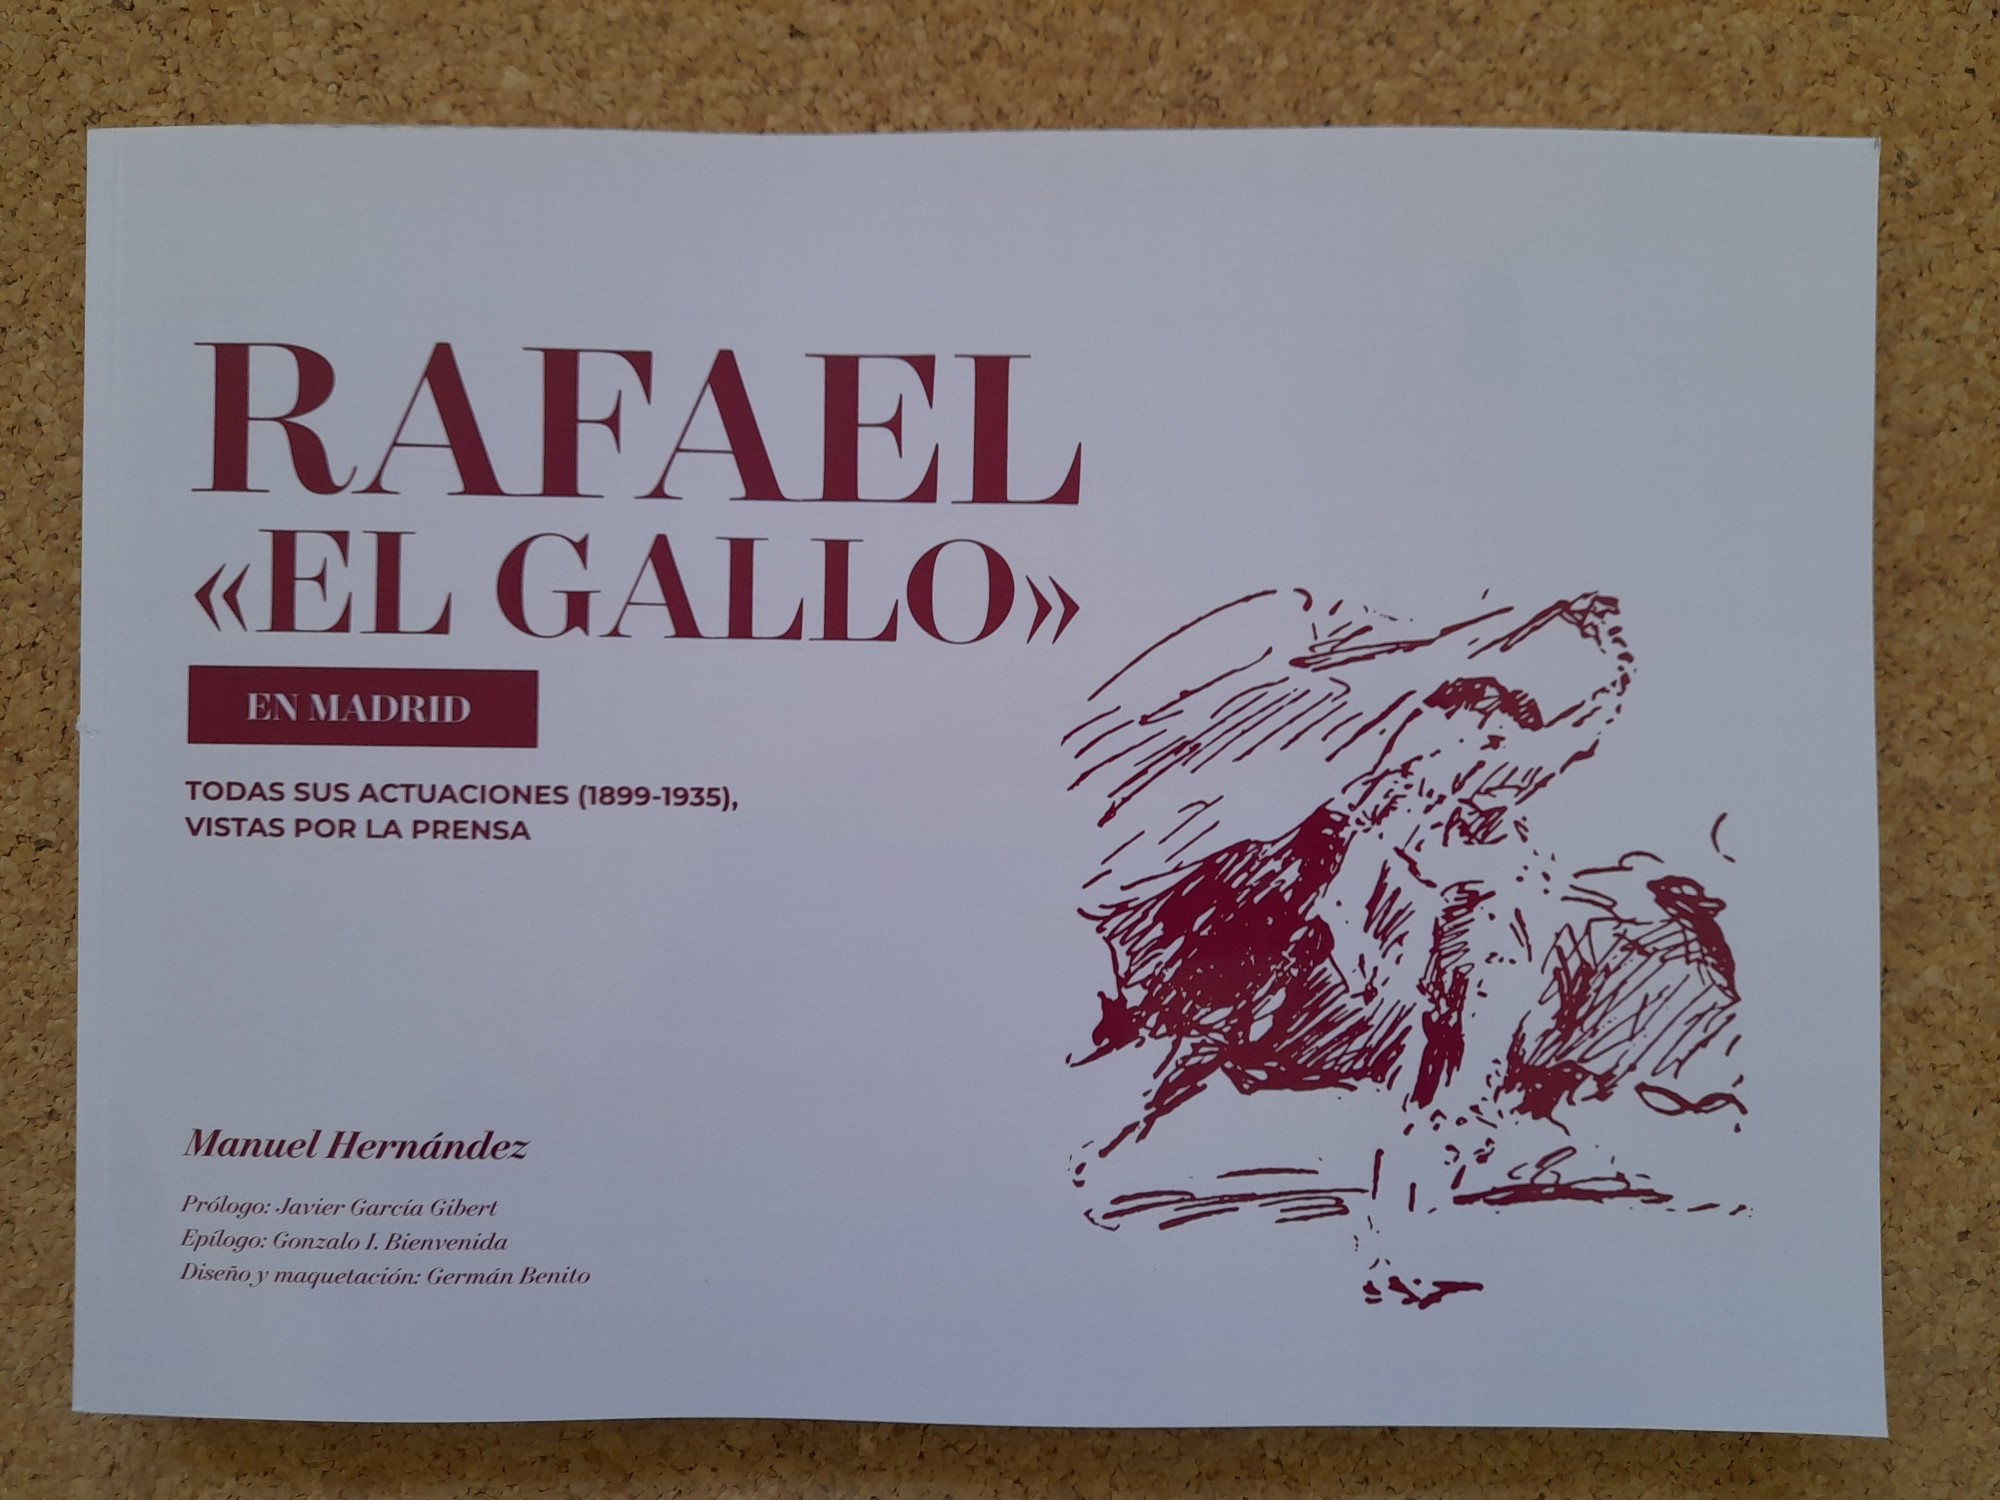 RAFAEL
«EL GALLO»
EN MADRID
TODAS SUS ACTUACIONES (1899-1935),
VISTAS POR LA PRENSA
Manuel Hernández
Prólogo: Javier García Gibert
Epílogo: Gonzalo I. Bienvenida
Diseño y maquetación: Germán Benito